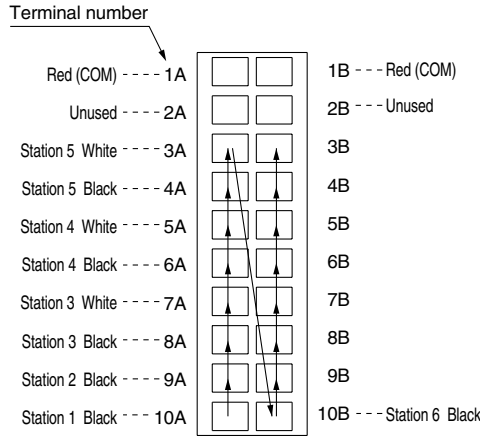 Terminal number
Red (COM) ---- 1A 1B --- Red (COM)
Unused ---- 2A 2B --- Unused
Station 5 White ---- 3A 3B
Station 5 Black ---- 4A 4B
Station 4 White ---- 5A 5B
Station 4 Black ---- 6A 6B
Station 3 White ---- 7A 7B
Station 3 Black ---- 8A 8B
Station 2 Black ---- 9A 9B
Station 1 Black ---- 10A 10B --- Station 6 Black